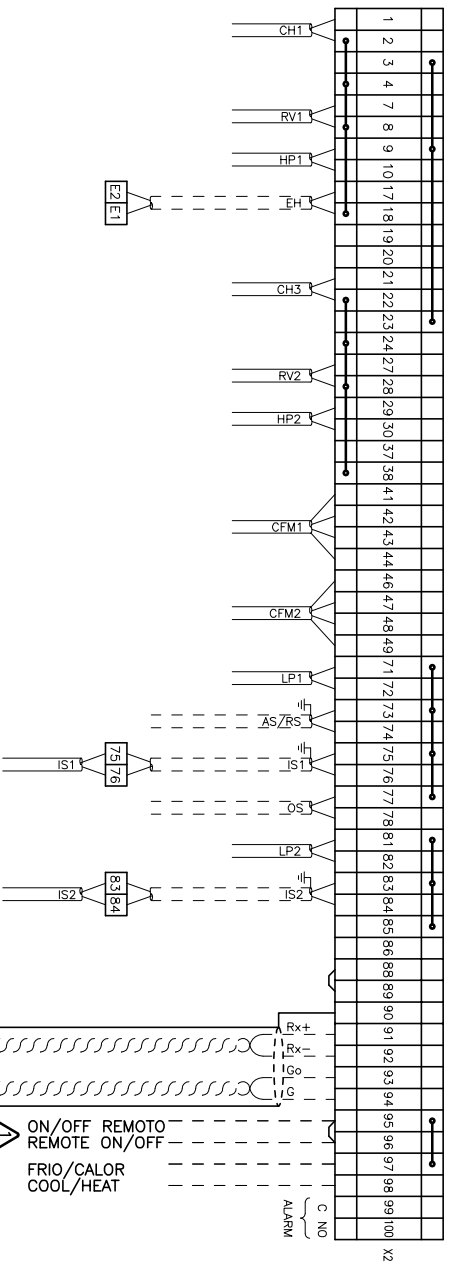 1
2
3
4
7
8
9
10
17
18
19
20
21
22
23
24
27
28
29
30
37
38
41
42
43
44
46
47
48
49
71
72
73
74
75
76
77
78
81
82
83
84
85
86
88
89
90
91
92
93
94
95
96
97
98
99
100
X2
CH1
RV1
HP1
EH
E2 E1
CH3
RV2
HP2
CFM1
CFM2
LP1
AS/RS
IS1
75 76
IS1
OS
LP2
IS2
83 84
IS2
Rx+
Rx-
Go
G
1
ON/OFF REMOTO
REMOTE ON/OFF
FRIO/CALOR
COOL/HEAT
C NO
ALARM